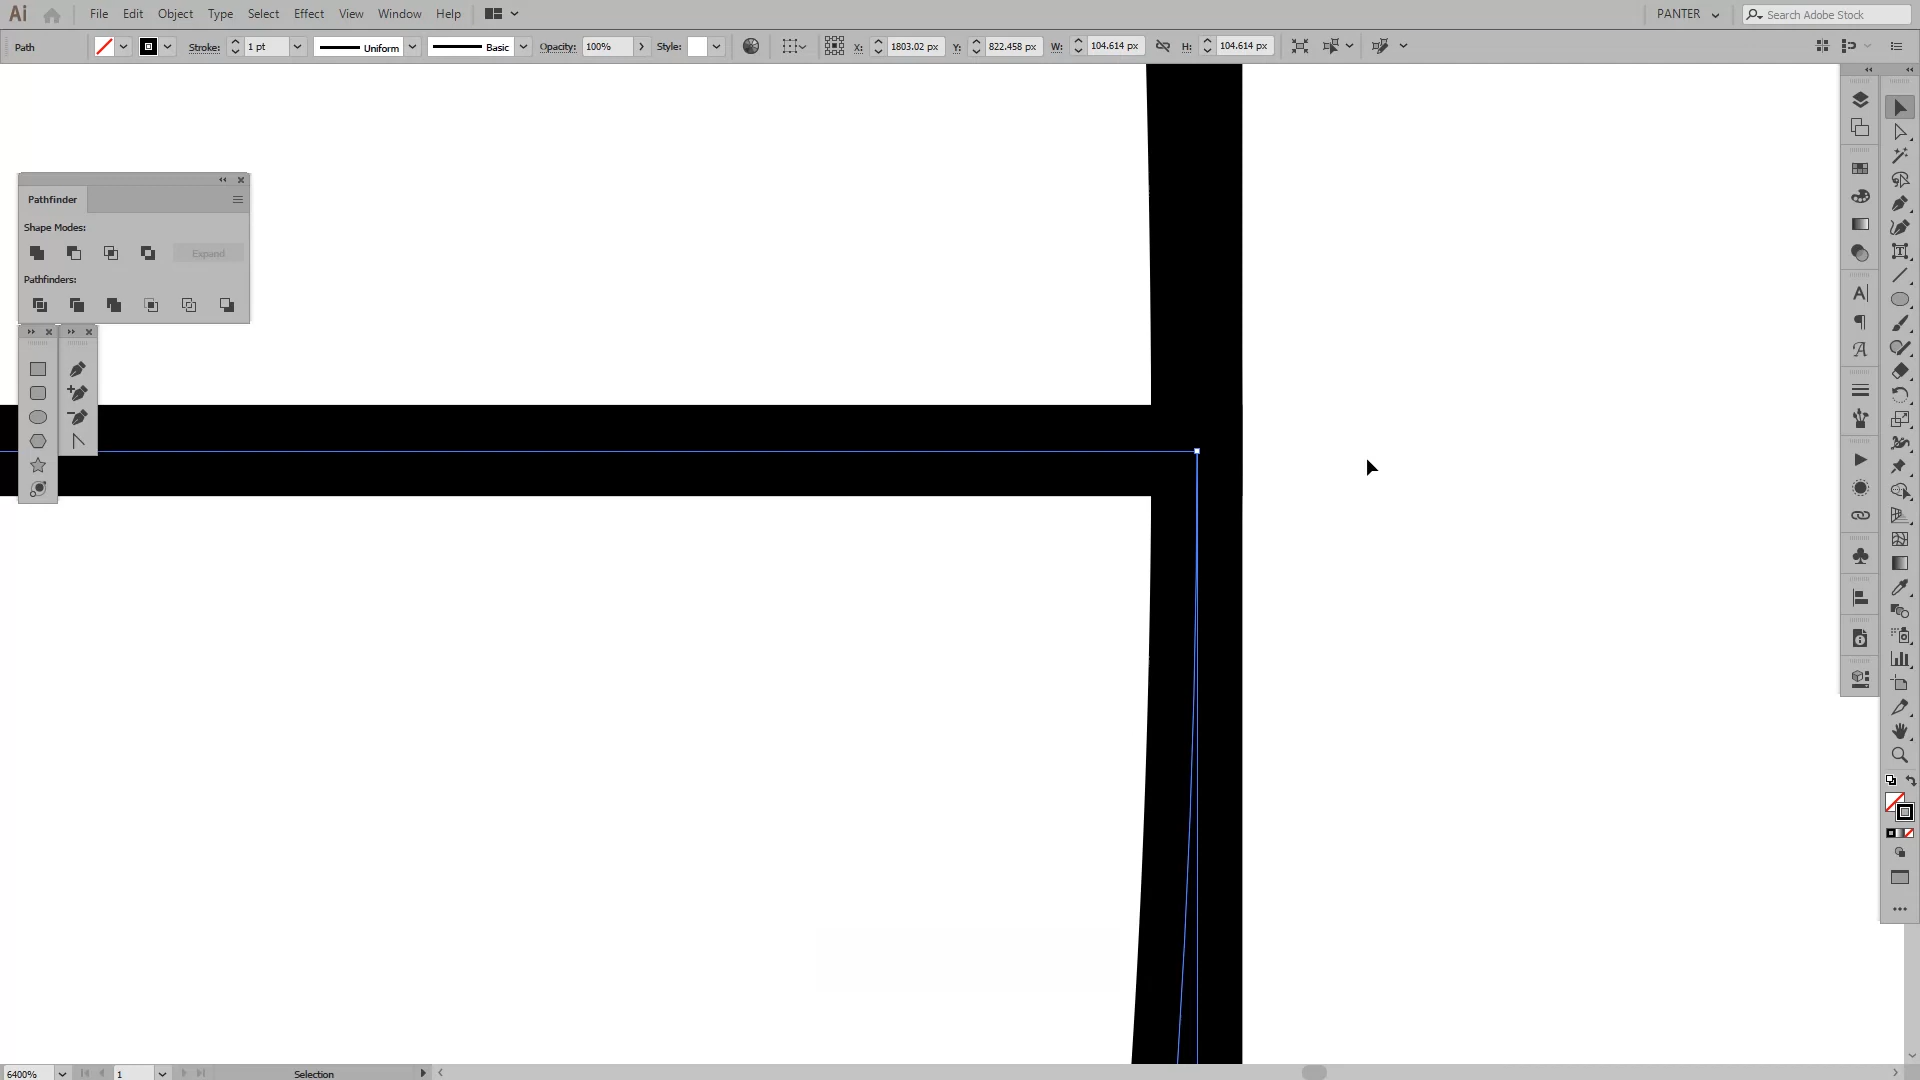 Ai File Edit Object Type Select Effect View Window Help PANTER Search Adobe Stock
Path Stroke: 1 pt Uniform Basic Opacity: 100% Style: X: 1803.02 px Y: 822.458 px W: 104.614 px H: 104.614 px
Pathfinder
Shape Modes:
Expand
Pathfinders:
6400% 1 Selection